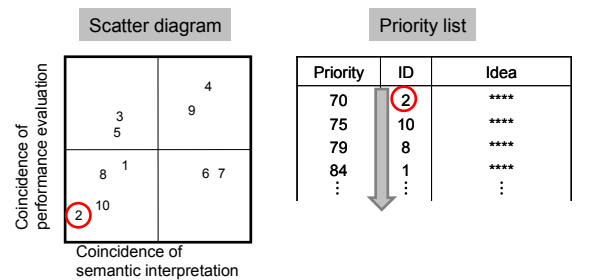 Scatter diagram
Coincidence of
performance evaluation
4
9
3
5
1
8
6 7
10
2
Coincidence of
semantic interpretation
Priority list
Priority ID Idea
70 2 ****
75 10 ****
79 8 ****
84 1 ****
⋮ ⋮ ⋮